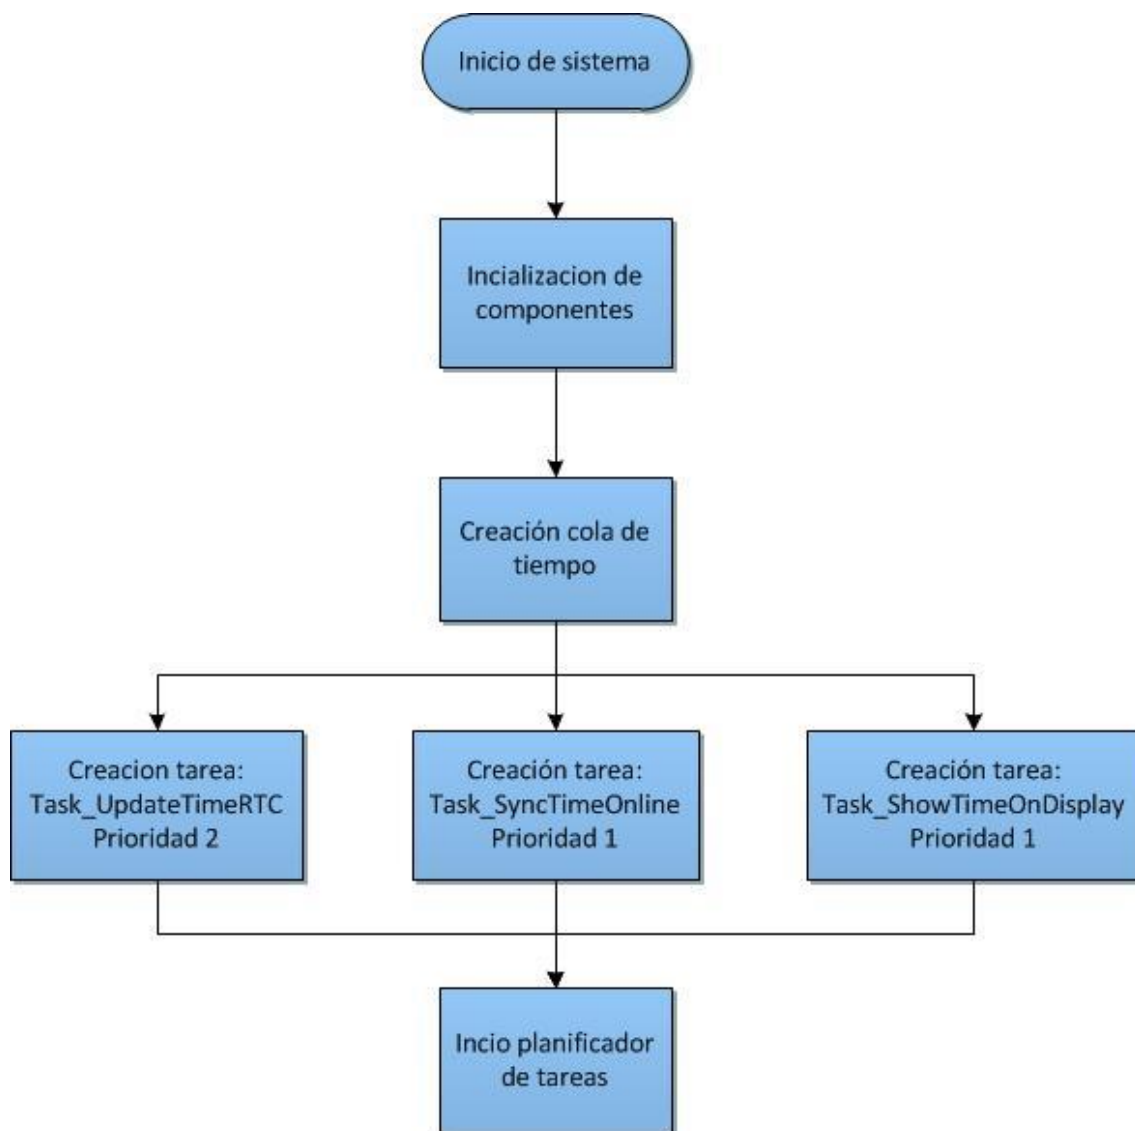 Inicio de sistema
Incializacion de
componentes
Creación cola de
tiempo
Creacion tarea:
Task_UpdateTimeRTC
Prioridad 2
Creación tarea:
Task_SyncTimeOnline
Prioridad 1
Creación tarea:
Task_ShowTimeOnDisplay
Prioridad 1
Incio planificador
de tareas